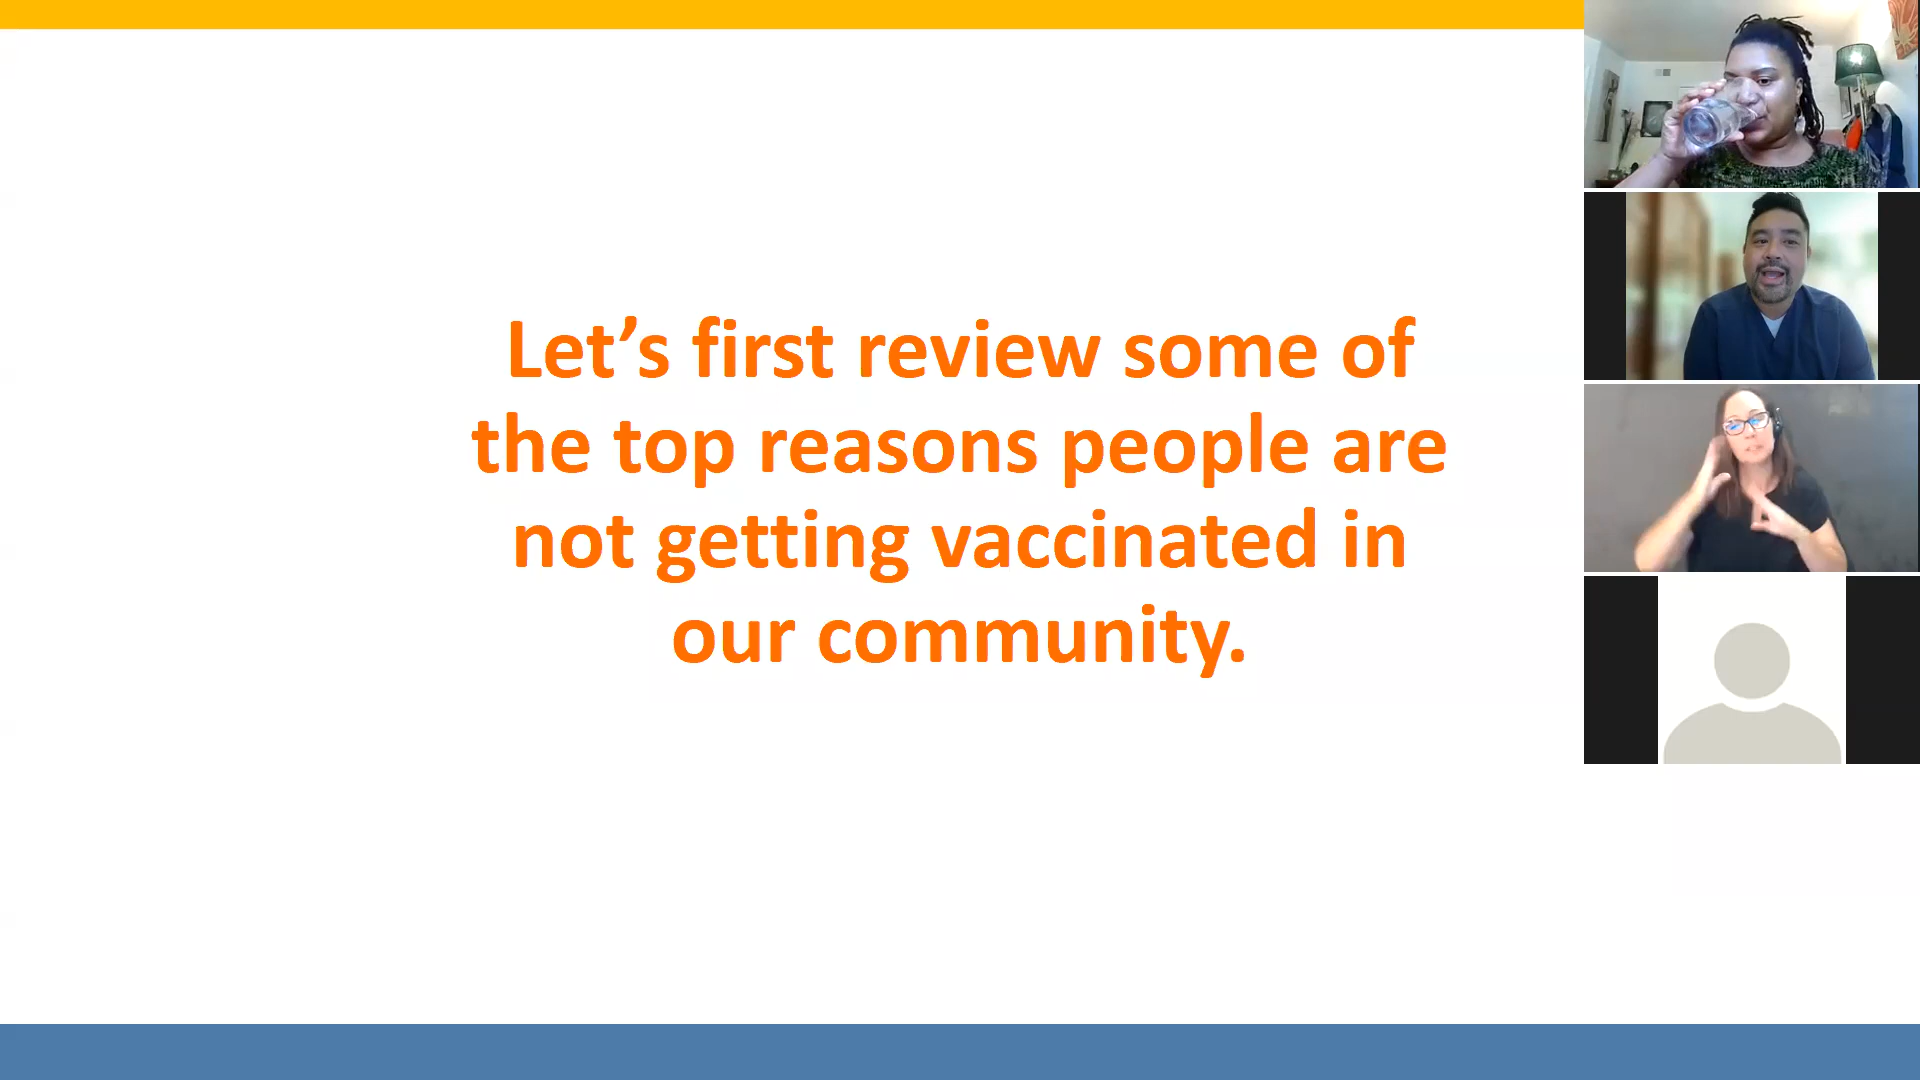 Let’s first review some of
the top reasons people are
not getting vaccinated in
our community.